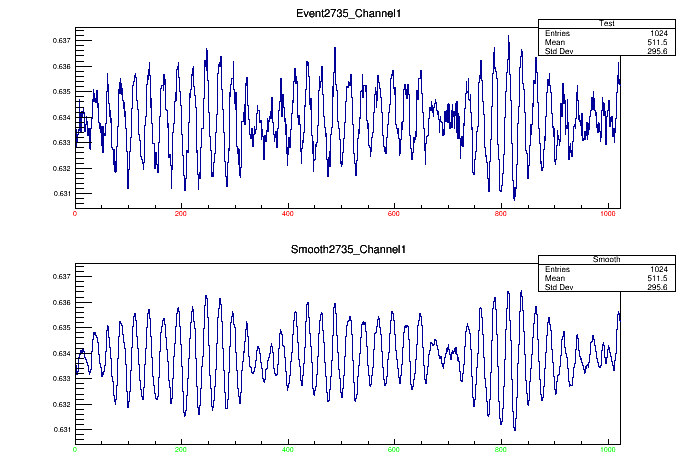 Event2735_Channel1
Test
Entries 1024
Mean 511.5
Std Dev 295.6
0.637
0.636
0.635
0.634
0.633
0.632
0.631
0 200 400 600 800 1000
Smooth2735_Channel1
Smooth
Entries 1024
Mean 511.5
Std Dev 295.6
0.637
0.636
0.635
0.634
0.633
0.632
0.631
0 200 400 600 800 1000